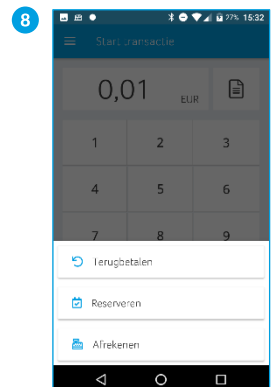 8
27% 15:32
Start transactie
0,01 EUR
1 2 3
4 5 6
7 8 9
Terugbetalen
Reserveren
Afrekenen